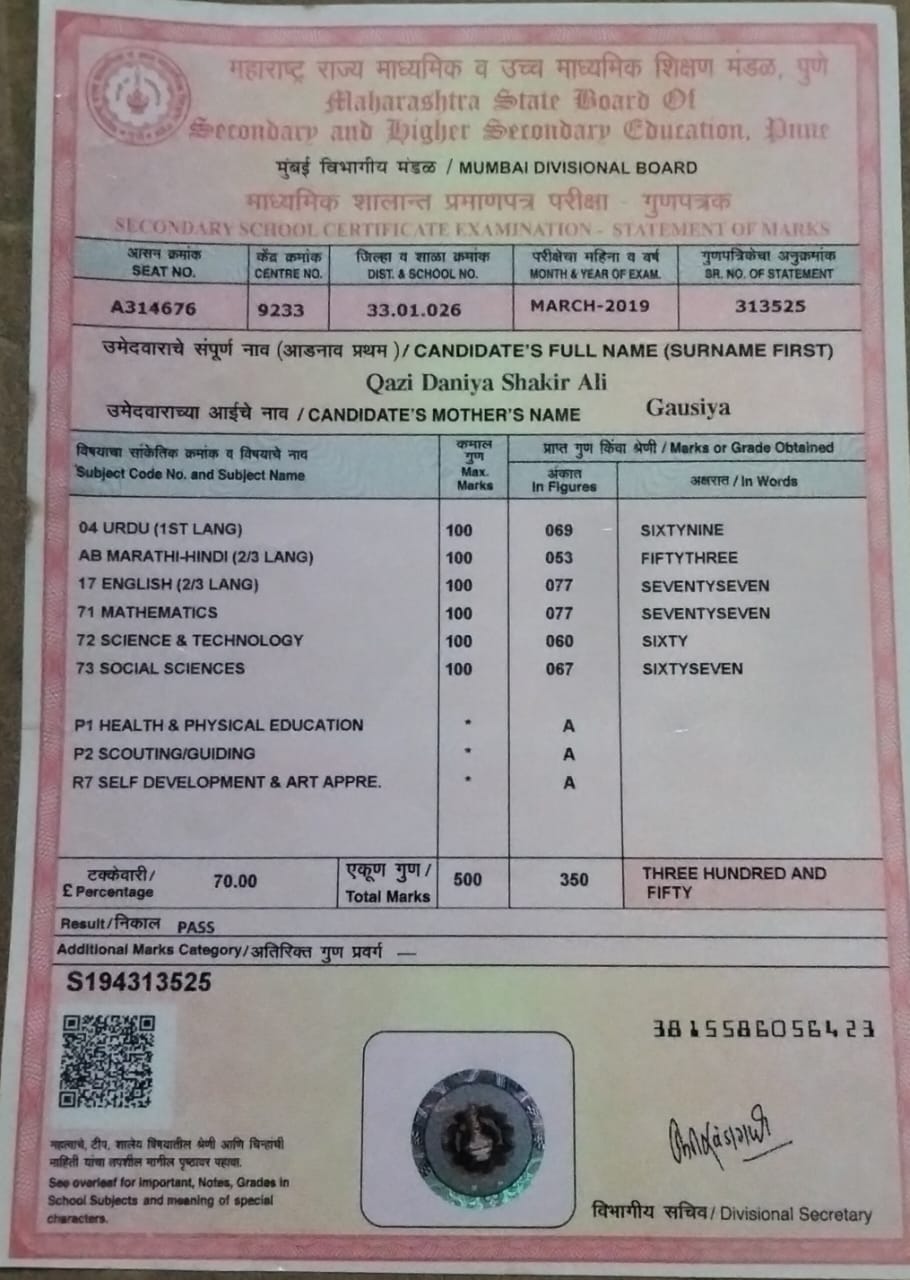 महाराष्ट्र राज्य माध्यमिक व उच्च माध्यमिक शिक्षण मंडळ, पुणे
Maharashtra State Board Of
Secondary and Higher Secondary Education, Pune
मुंबई विभागीय मंडळ / MUMBAI DIVISIONAL BOARD
माध्यमिक शालान्त प्रमाणपत्र परीक्षा - गुणपत्रक
SECONDARY SCHOOL CERTIFICATE EXAMINATION - STATEMENT OF MARKS
आसन क्रमांक केंद्र क्रमांक जिल्हा व शाळा क्रमांक परीक्षेचा महिना व वर्ष गुणपत्रिकेचा अनुक्रमांक
SEAT NO. CENTRE NO. DIST. & SCHOOL NO. MONTH & YEAR OF EXAM. SR. NO. OF STATEMENT
A314676 9233 33.01.026 MARCH-2019 313525
उमेदवाराचे संपूर्ण नाव (आडनाव प्रथम )/ CANDIDATE'S FULL NAME (SURNAME FIRST)
Qazi Daniya Shakir Ali
उमेदवाराच्या आईचे नाव / CANDIDATE'S MOTHER'S NAME Gausiya
विषयाचा सांकेतिक क्रमांक व विषयाचे नाव कमाल गुण प्राप्त गुण किंवा श्रेणी / Marks or Grade Obtained
Subject Code No. and Subject Name Max. Marks अंकात In Figures अक्षरात / In Words
04 URDU (1ST LANG) 100 069 SIXTYNINE
AB MARATHI-HINDI (2/3 LANG) 100 053 FIFTYTHREE
17 ENGLISH (2/3 LANG) 100 077 SEVENTYSEVEN
71 MATHEMATICS 100 077 SEVENTYSEVEN
72 SCIENCE & TECHNOLOGY 100 060 SIXTY
73 SOCIAL SCIENCES 100 067 SIXTYSEVEN
P1 HEALTH & PHYSICAL EDUCATION * A
P2 SCOUTING/GUIDING * A
R7 SELF DEVELOPMENT & ART APPRE. * A
टक्केवारी/ एकूण गुण / THREE HUNDRED AND
£ Percentage 70.00 Total Marks 500 350 FIFTY
Result/निकाल PASS
Additional Marks Category/अतिरिक्त गुण प्रवर्ग —
S194313525
3815586056423
महत्वाचे, टीप, शालेय विषयातील श्रेणी आणि चिन्हांची
माहिती यांचा तपशील मागील पृष्ठावर पहावा.
See overleaf for Important, Notes, Grades in
School Subjects and meaning of special
characters.
विभागीय सचिव/ Divisional Secretary